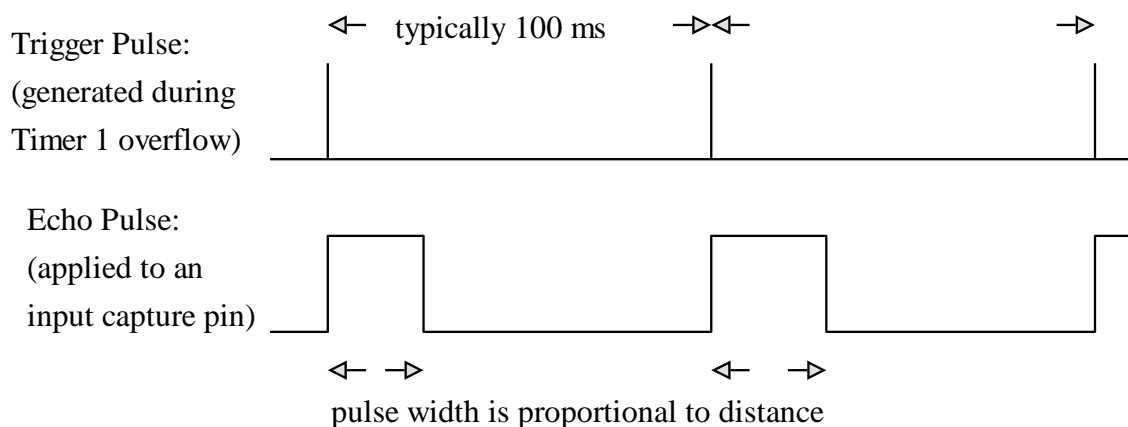 typically 100 ms
Trigger Pulse:
(generated during
Timer 1 overflow)
Echo Pulse:
(applied to an
input capture pin)
pulse width is proportional to distance